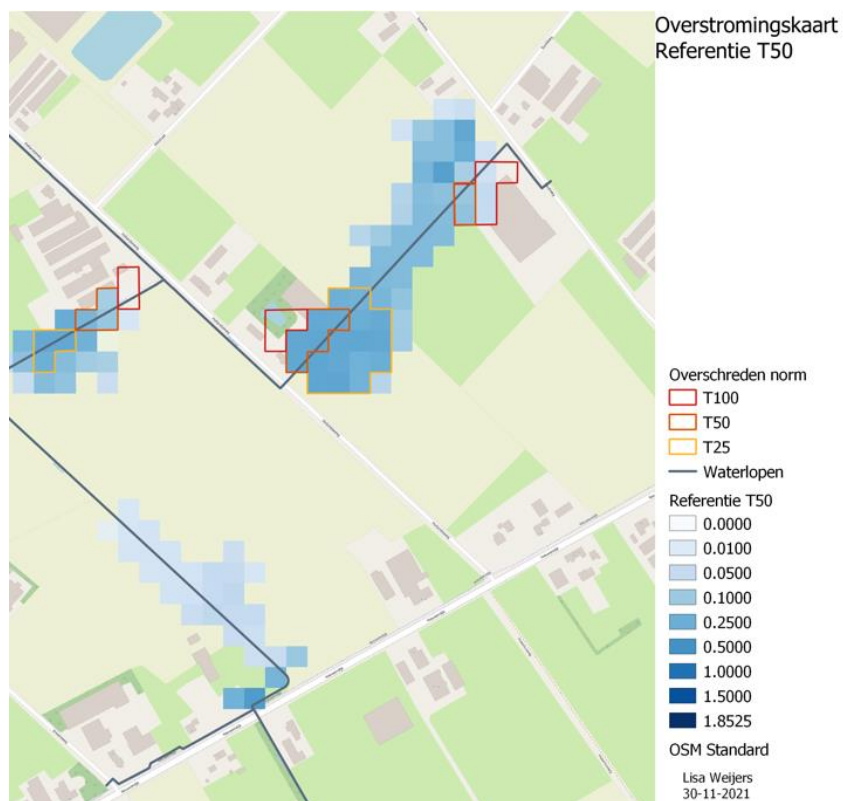 Overstromingskaart
Referentie T50
Overschreden norm
T100
T50
T25
Waterlopen
Referentie T50
0.0000
0.0100
0.0500
0.1000
0.2500
0.5000
1.0000
1.5000
1.8525
OSM Standard
Lisa Weijers
30-11-2021